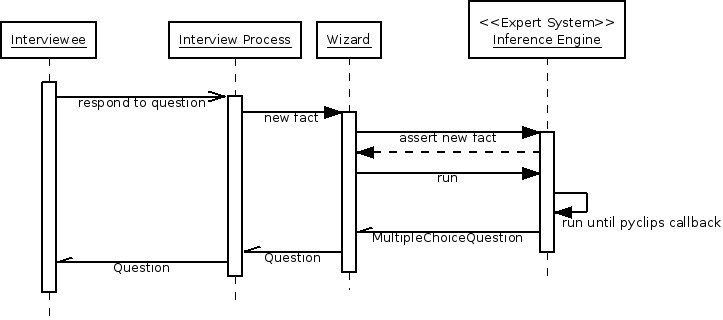 <<Expert System>>
Interviewee
Interview Process
Wizard
Inference Engine
respond to question
new fact
assert new fact
run
run until pyclips callback
MultipleChoiceQuestion
Question
Question